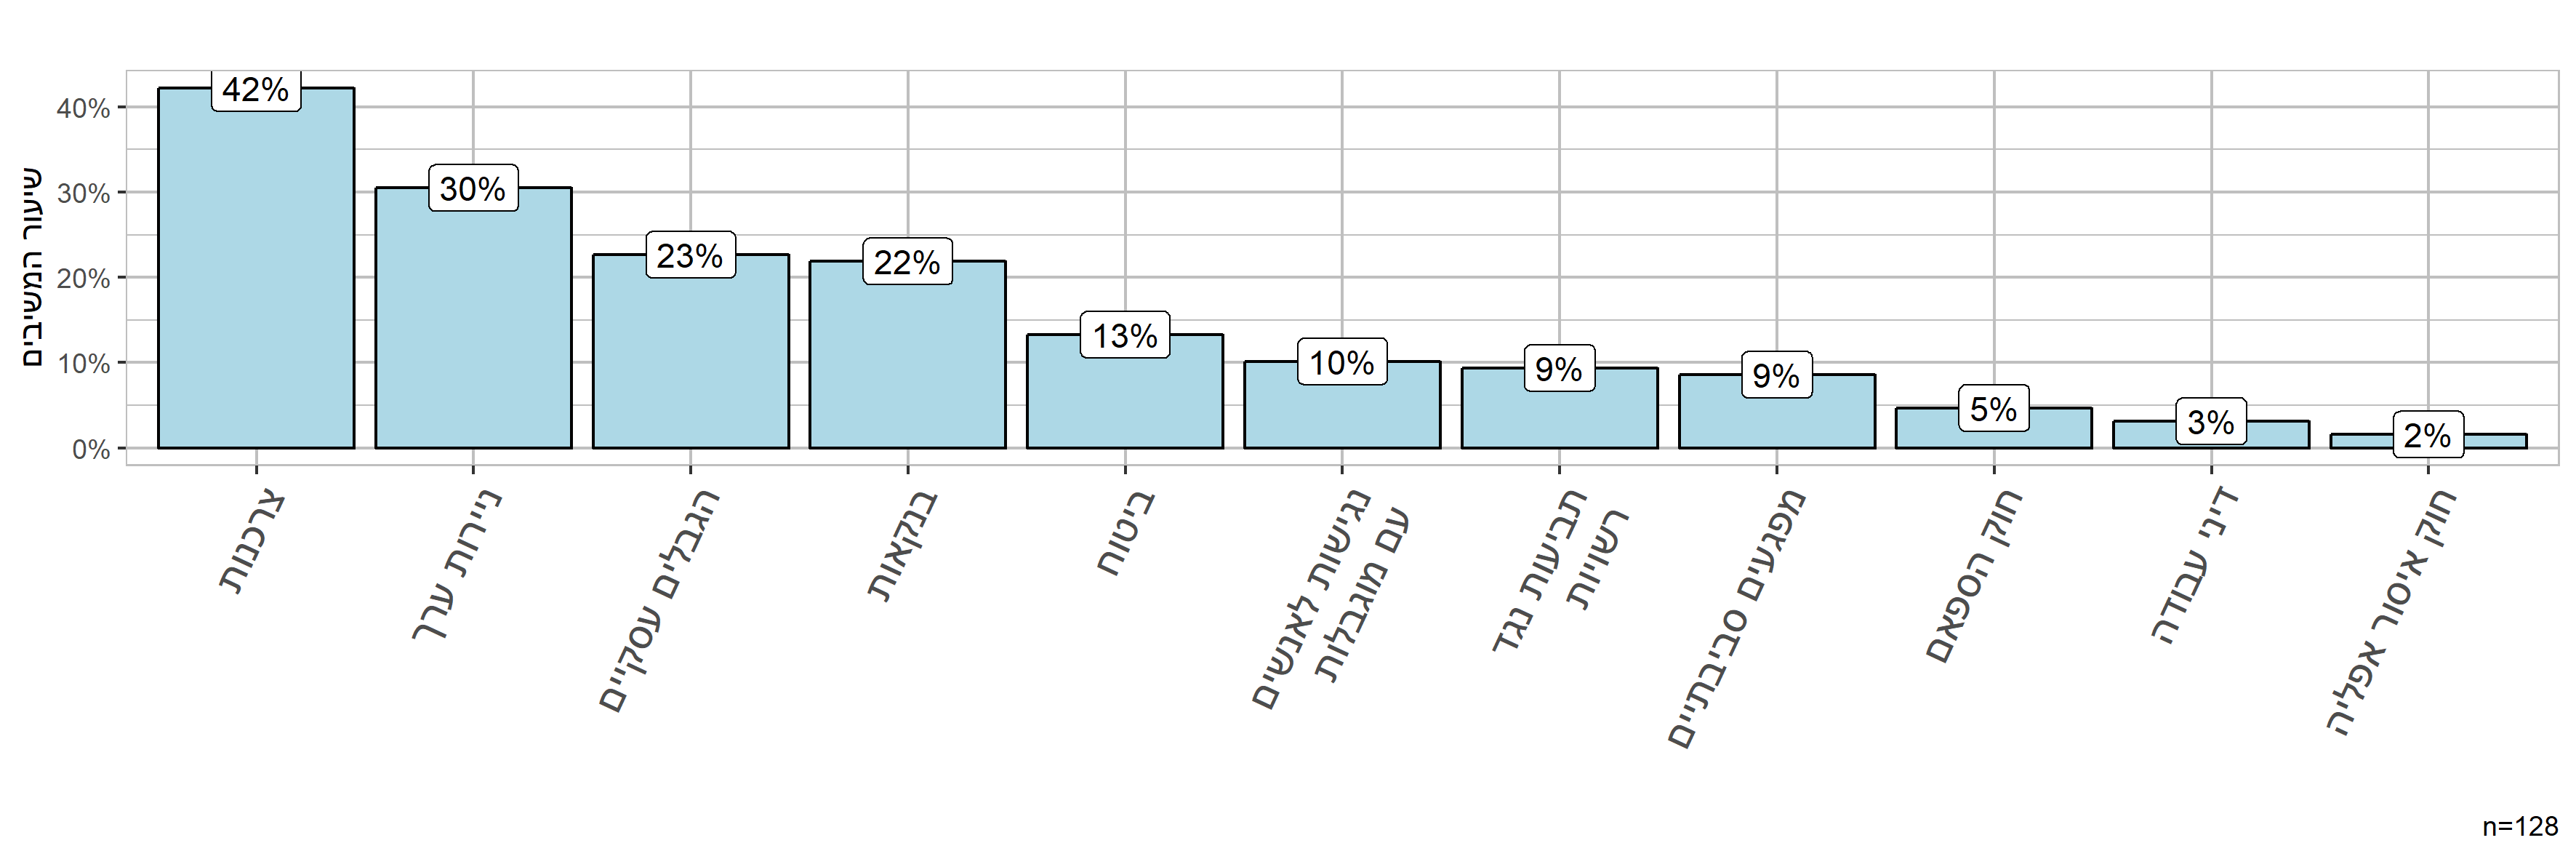 שיעור המשיבים
40%
30%
20%
10%
0%
42%
30%
23%
22%
13%
10%
9%
9%
5%
3%
2%
צרכנות
ניירות ערך
הגבלים עסקיים
בנקאות
ביטוח
נגישות לאנשים
עם מוגבלות
תביעות נגד
רשויות
מפגעים סביבתיים
חוק הספאם
דיני עבודה
חוק איסור אפליה
n=128